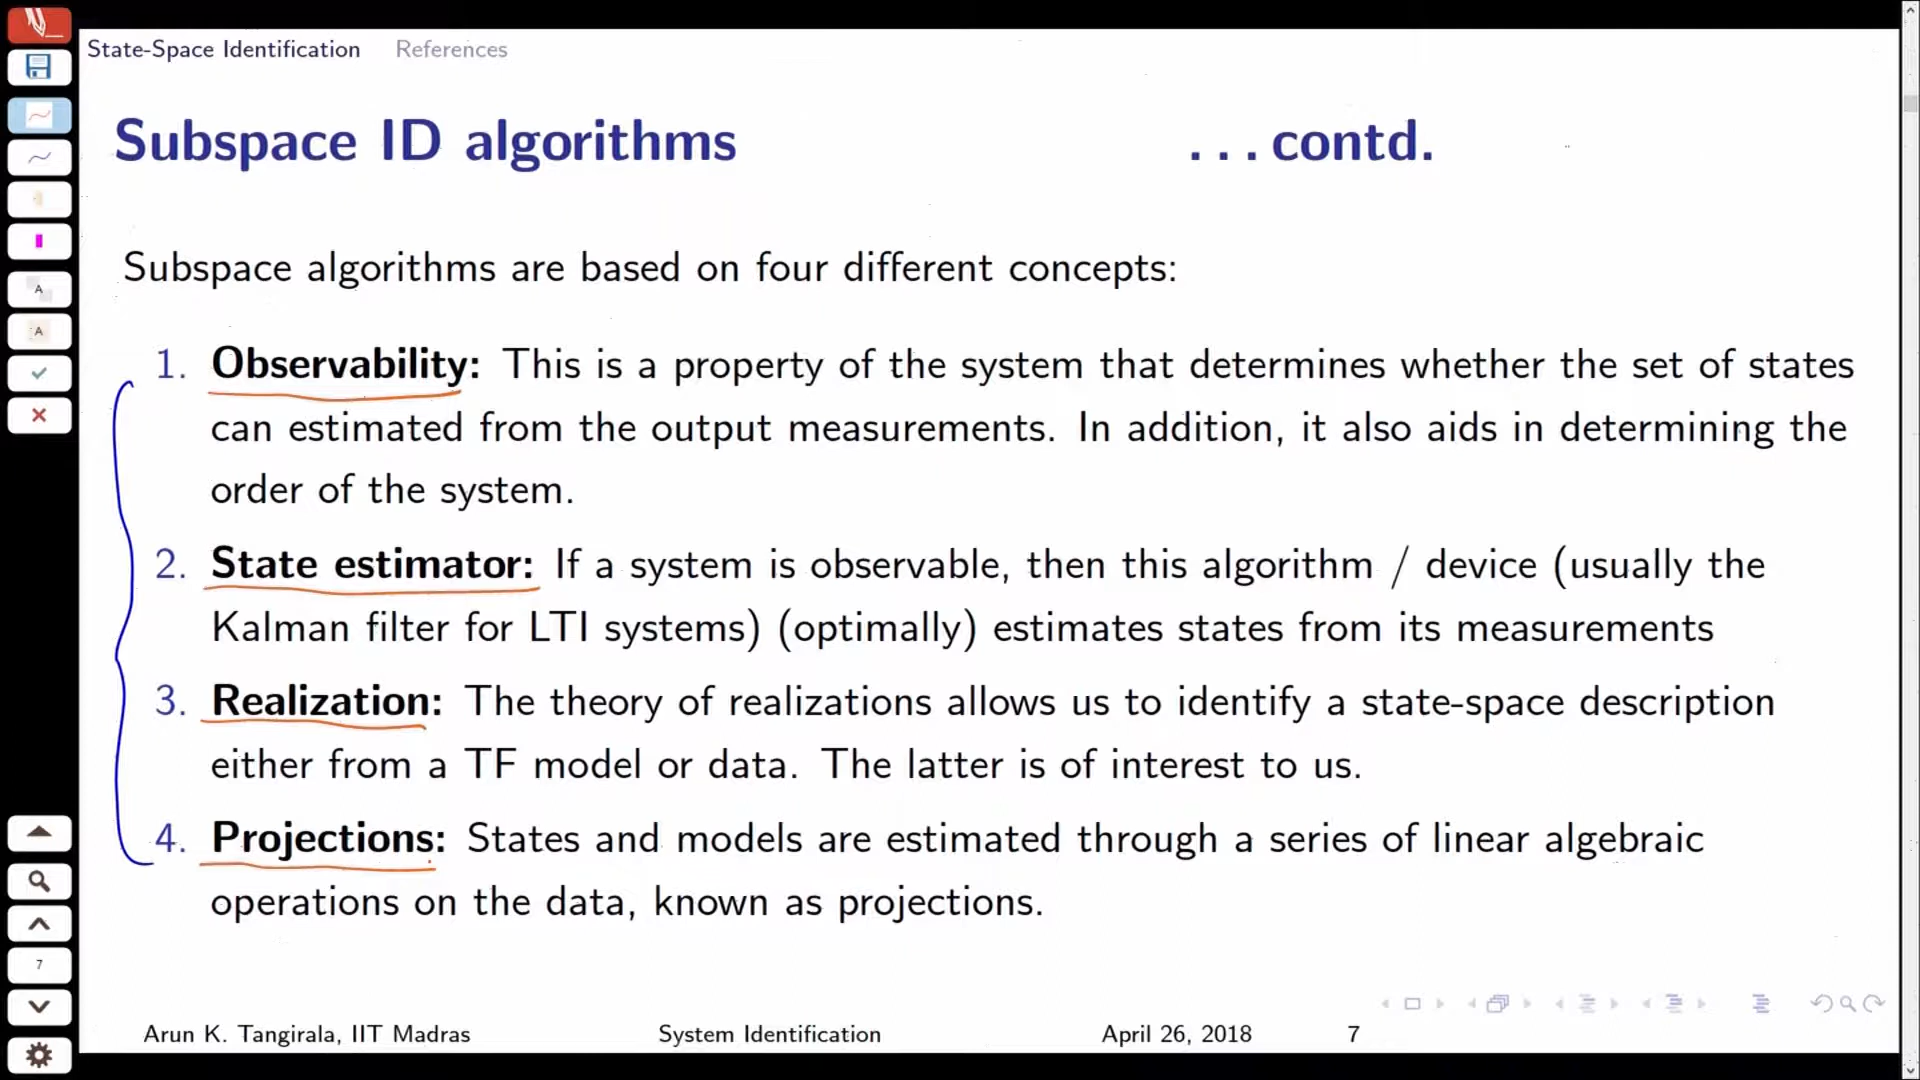 State-Space Identification References
Subspace ID algorithms ...contd.
Subspace algorithms are based on four different concepts:
1. Observability: This is a property of the system that determines whether the set of states
can estimated from the output measurements. In addition, it also aids in determining the
order of the system.
2. State estimator: If a system is observable, then this algorithm / device (usually the
Kalman filter for LTI systems) (optimally) estimates states from its measurements
3. Realization: The theory of realizations allows us to identify a state-space description
either from a TF model or data. The latter is of interest to us.
4. Projections: States and models are estimated through a series of linear algebraic
operations on the data, known as projections.
Arun K. Tangirala, IIT Madras System Identification April 26, 2018 7
A
A
7